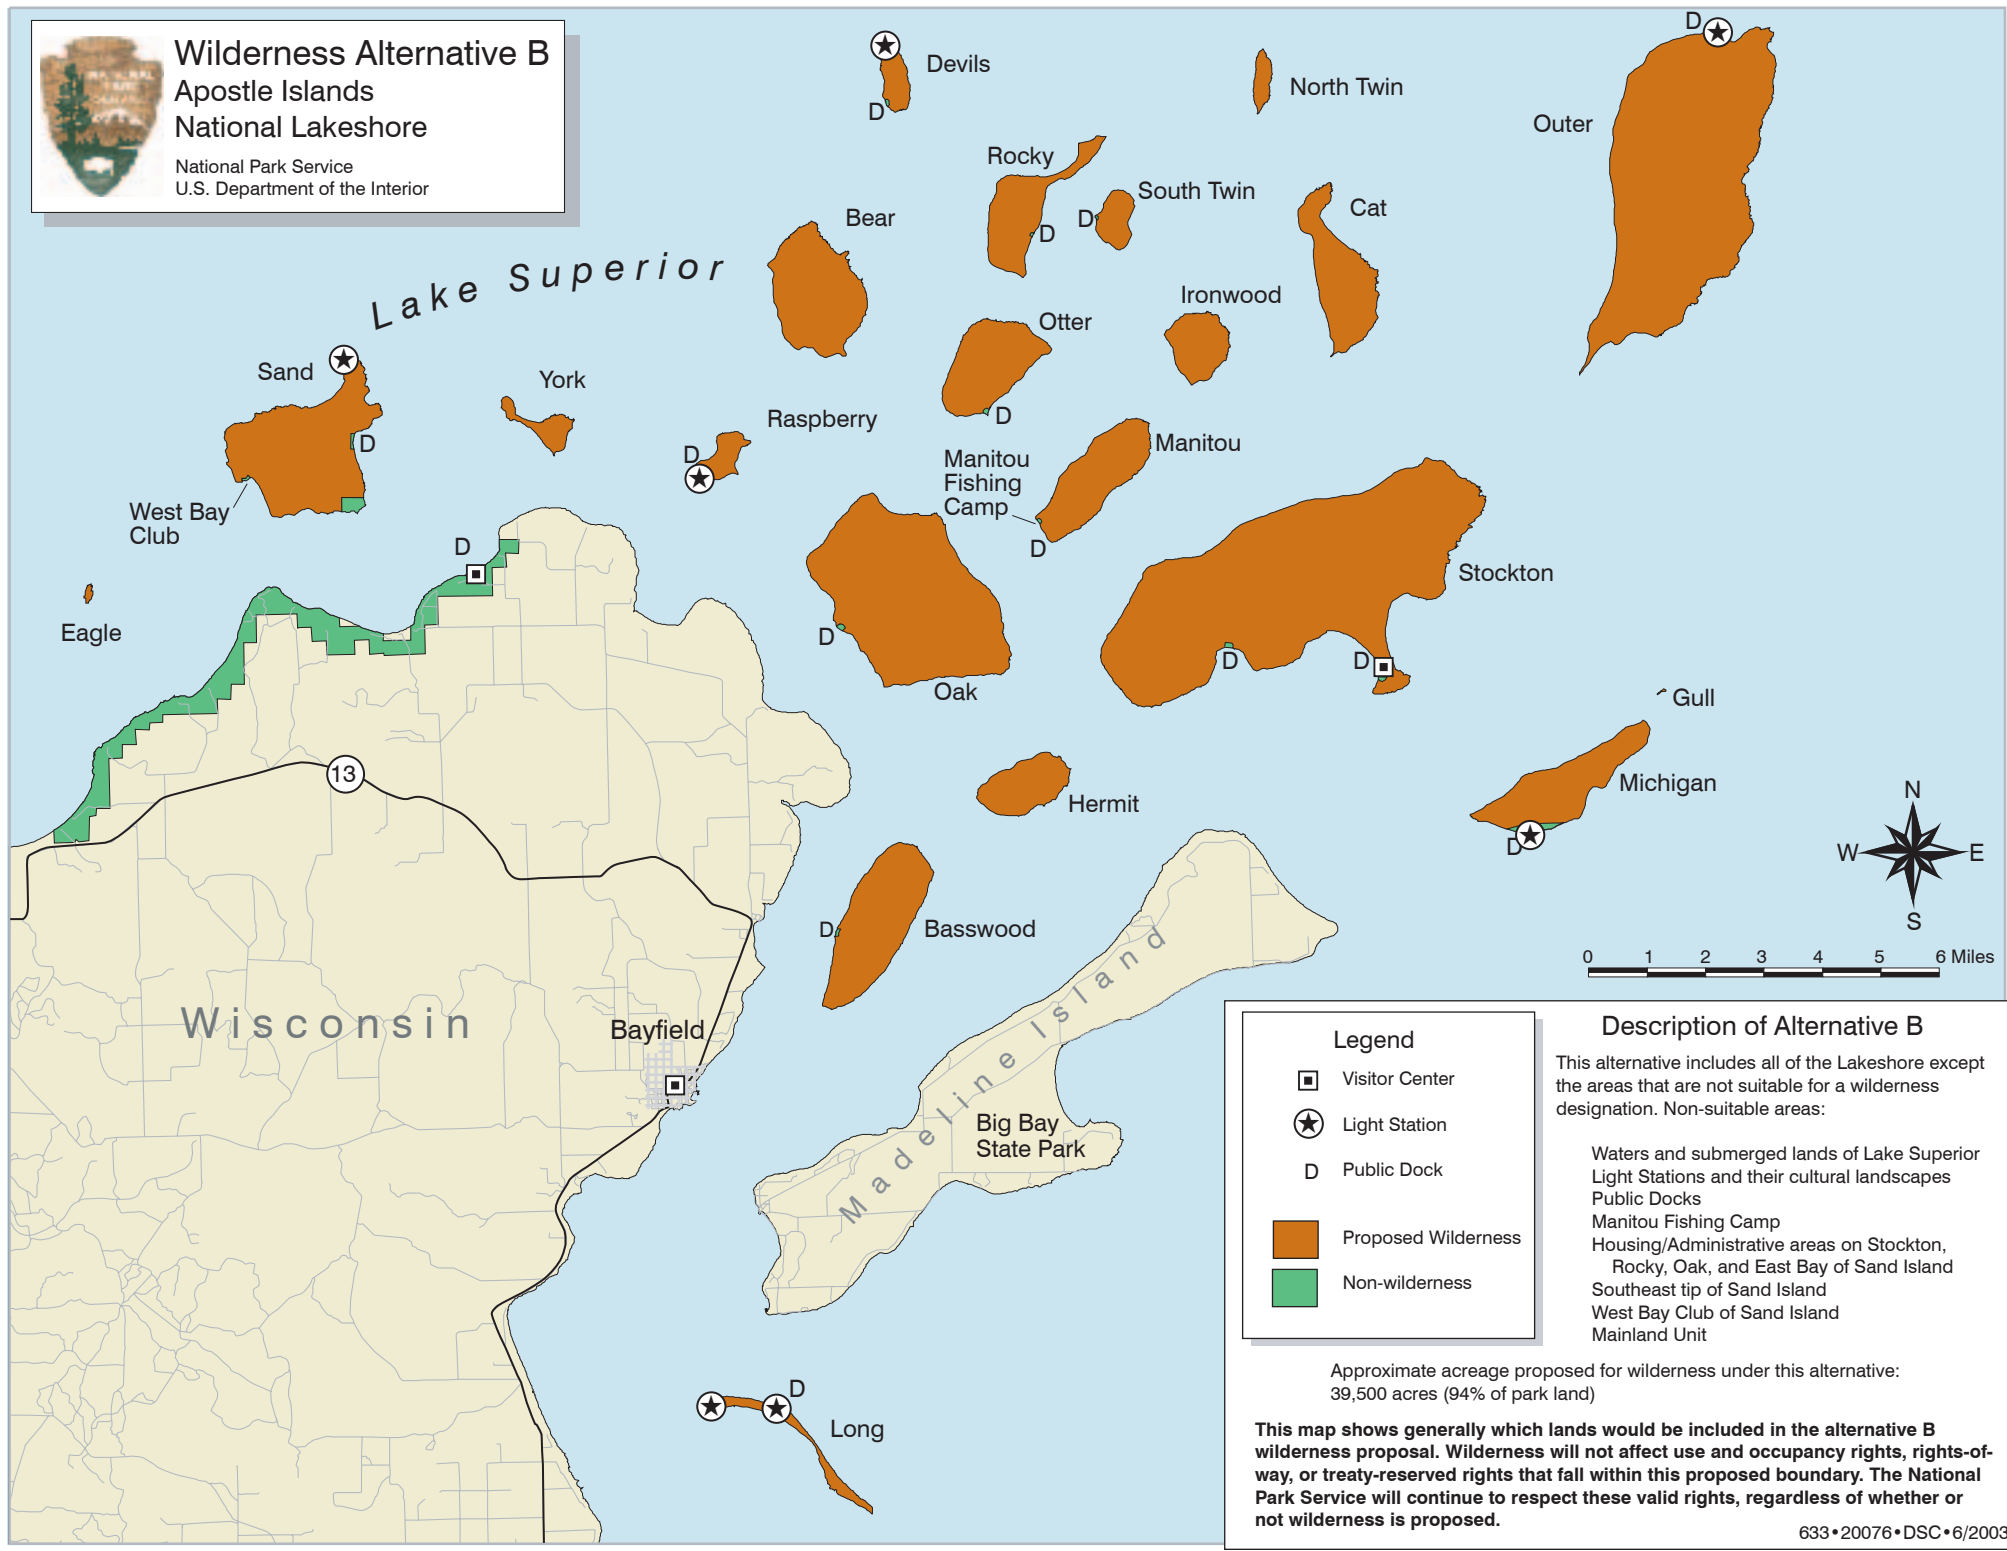 Wilderness Alternative B
Apostle Islands
National Lakeshore
National Park Service
U.S. Department of the Interior
Devils
D
D
North Twin
Outer
Rocky
D
South Twin
D
Cat
Bear
Lake Superior
Ironwood
Otter
D
Sand
D
West Bay
Club
York
Raspberry
D
Manitou
Manitou
Fishing
Camp
D
Stockton
D
D
Eagle
D
D
Oak
Gull
Michigan
D
Hermit
13
Basswood
D
N
W
E
S
0 1 2 3 4 5 6 Miles
Wisconsin
Bayfield
Madeline Island
Big Bay
State Park
D
Long
Legend
Visitor Center
Light Station
D Public Dock
Proposed Wilderness
Non-wilderness
Description of Alternative B
This alternative includes all of the Lakeshore except
the areas that are not suitable for a wilderness
designation. Non-suitable areas:
Waters and submerged lands of Lake Superior
Light Stations and their cultural landscapes
Public Docks
Manitou Fishing Camp
Housing/Administrative areas on Stockton,
Rocky, Oak, and East Bay of Sand Island
Southeast tip of Sand Island
West Bay Club of Sand Island
Mainland Unit
Approximate acreage proposed for wilderness under this alternative:
39,500 acres (94% of park land)
This map shows generally which lands would be included in the alternative B
wilderness proposal. Wilderness will not affect use and occupancy rights, rights-of-
way, or treaty-reserved rights that fall within this proposed boundary. The National
Park Service will continue to respect these valid rights, regardless of whether or
not wilderness is proposed.
633•20076•DSC•6/2003
D